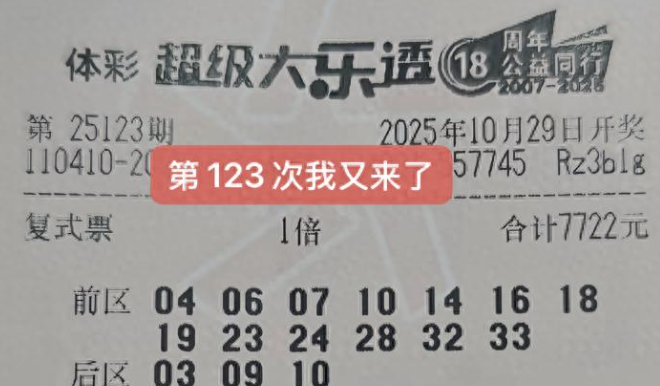 体彩 超级大乐透 18 周年
公益同行
2007-2025
第 25123期 2025年10月29日开奖
110410-20 57745 Rz3blg
第 123 次我又来了
复式票 1倍 合计7722元
前区 04 06 07 10 14 16 18
19 23 24 28 32 33
后区 03 09 10